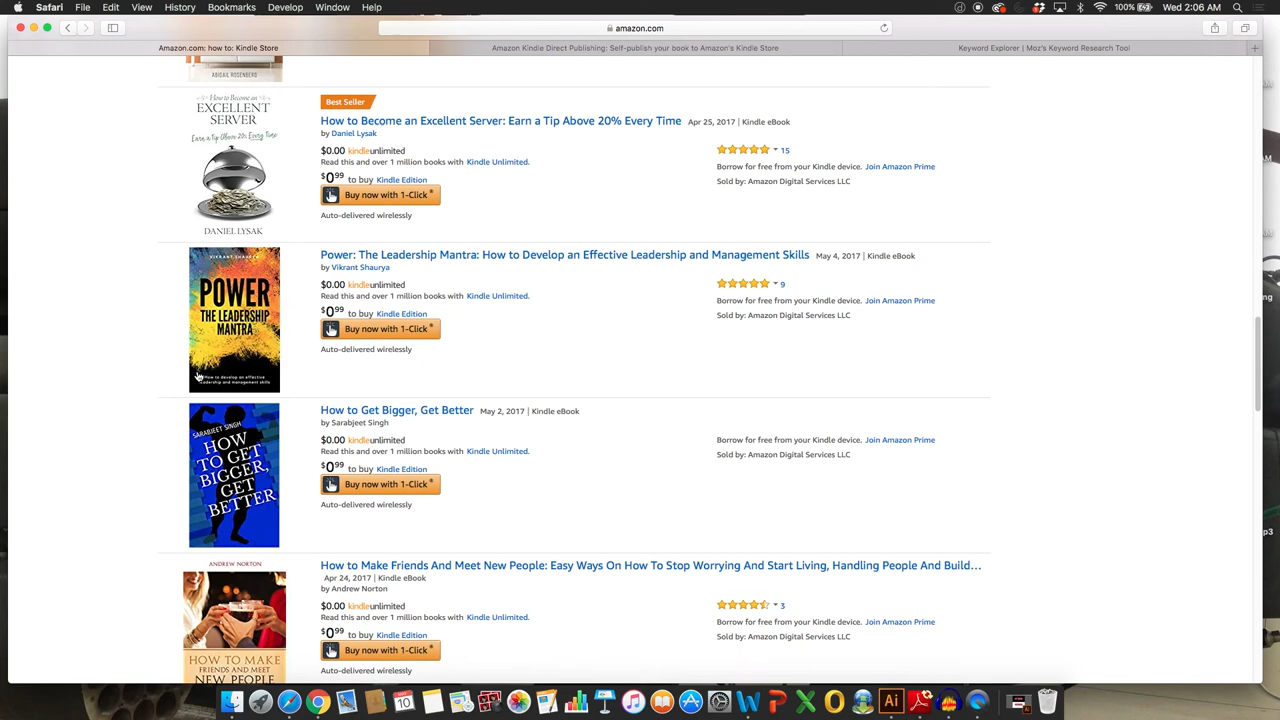 Safari File Edit View History Bookmarks Develop Window Help
100% Wed 2:06 AM
amazon.com
Amazon.com: how to: Kindle Store
Amazon Kindle Direct Publishing: Self-publish your book to Amazon's Kindle Store
Keyword Explorer | Moz's Keyword Research Tool
ABIGAIL ROSENBERG
How to Become an
EXCELLENT
SERVER
Earn a Tip Above 20% Every Time
DANIEL LYSAK
Best Seller
How to Become an Excellent Server: Earn a Tip Above 20% Every Time Apr 25, 2017 | Kindle eBook
by Daniel Lysak
$0.00 kindleunlimited
Read this and over 1 million books with Kindle Unlimited.
$0.99 to buy Kindle Edition
Buy now with 1-Click®
Auto-delivered wirelessly
15
Borrow for free from your Kindle device. Join Amazon Prime
Sold by: Amazon Digital Services LLC
VIKRANT SHAURYA
POWER
THE LEADERSHIP
MANTRA
How to develop an effective
leadership and management skills
Power: The Leadership Mantra: How to Develop an Effective Leadership and Management Skills May 4, 2017 | Kindle eBook
by Vikrant Shaurya
$0.00 kindleunlimited
Read this and over 1 million books with Kindle Unlimited.
$0.99 to buy Kindle Edition
Buy now with 1-Click®
Auto-delivered wirelessly
9
Borrow for free from your Kindle device. Join Amazon Prime
Sold by: Amazon Digital Services LLC
SARABJEET SINGH
HOW
TO GET
BIGGER,
GET
BETTER
How to Get Bigger, Get Better May 2, 2017 | Kindle eBook
by Sarabjeet Singh
$0.00 kindleunlimited
Read this and over 1 million books with Kindle Unlimited.
$0.99 to buy Kindle Edition
Buy now with 1-Click®
Auto-delivered wirelessly
Borrow for free from your Kindle device. Join Amazon Prime
Sold by: Amazon Digital Services LLC
ANDREW NORTON
HOW TO MAKE
FRIENDS AND MEET
NEW PEOPLE
How to Make Friends And Meet New People: Easy Ways On How To Stop Worrying And Start Living, Handling People And Build...
Apr 24, 2017 | Kindle eBook
by Andrew Norton
$0.00 kindleunlimited
Read this and over 1 million books with Kindle Unlimited.
$0.99 to buy Kindle Edition
Buy now with 1-Click®
Auto-delivered wirelessly
3
Borrow for free from your Kindle device. Join Amazon Prime
Sold by: Amazon Digital Services LLC
10
Ai